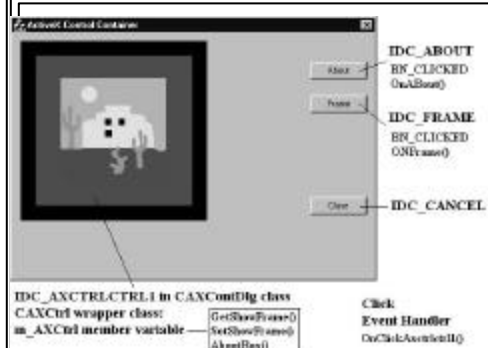 ActiveX Control Container
About
IDC_ABOUT
BN_CLICKED
OnABout()
Frame
IDC_FRAME
BN_CLICKED
ONFrame()
Close
IDC_CANCEL
IDC_AXCTRLCTRL1 in CAXContDlg class
CAXCtrl wrapper class:
m_AXCtrl member variable
GetShowFrame()
SetShowFrame()
AboutBox()
Click
Event Handler